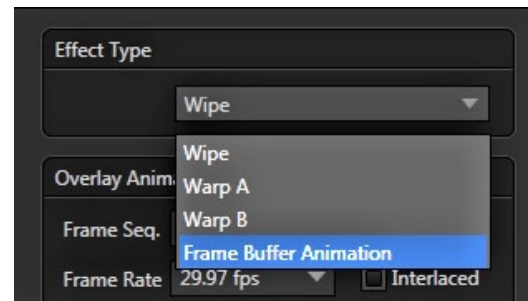 Effect Type
Wipe
Wipe
Overlay Anim
Warp A
Warp B
Frame Seq.
Frame Buffer Animation
Frame Rate 29.97 fps Interlaced